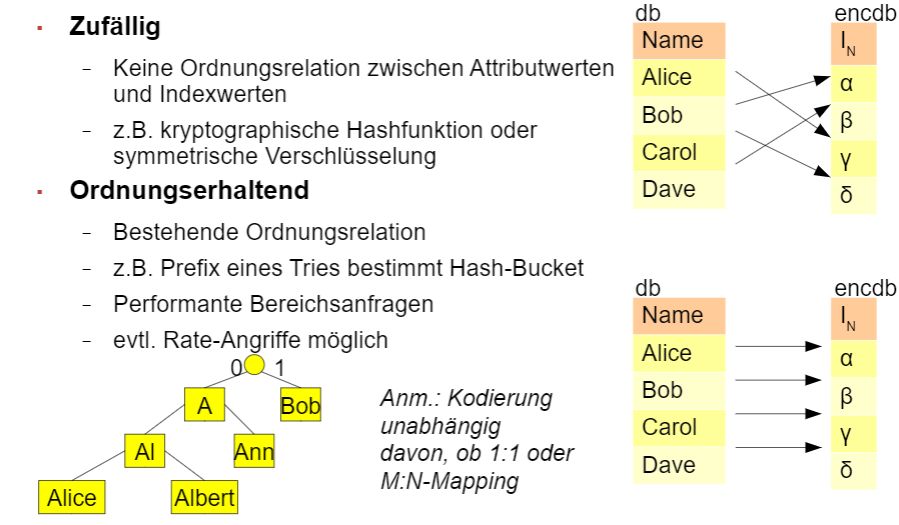 Zufällig
– Keine Ordnungsrelation zwischen Attributwerten
und Indexwerten
– z.B. kryptographische Hashfunktion oder
symmetrische Verschlüsselung
Ordnungserhaltend
– Bestehende Ordnungsrelation
– z.B. Prefix eines Tries bestimmt Hash-Bucket
– Performante Bereichsanfragen
– evtl. Rate-Angriffe möglich
0 1
A Bob
Al Ann
Alice Albert
Anm.: Kodierung
unabhängig
davon, ob 1:1 oder
M:N-Mapping
db encdb
Name I_N
Alice α
Bob β
Carol γ
Dave δ
db encdb
Name I_N
Alice α
Bob β
Carol γ
Dave δ